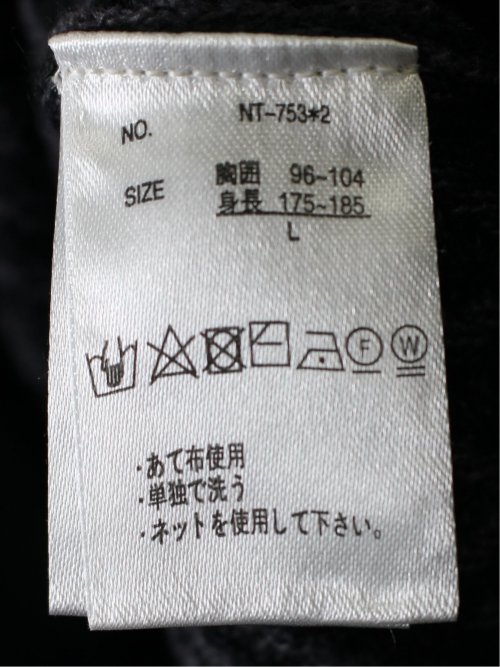 NO. NT-753*2
SIZE 胸囲 96-104
身長 175~185
L
F W
・あて布使用
・単独で洗う
・ネットを使用して下さい。